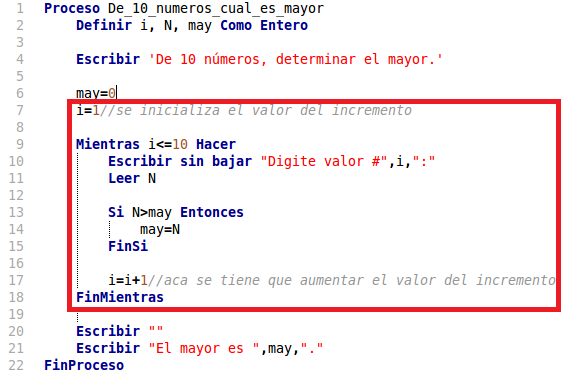 1 Proceso De_10_numeros_cual_es_mayor
2 Definir i, N, may Como Entero
3
4 Escribir 'De 10 números, determinar el mayor.'
5
6 may=0
7 i=1//se inicializa el valor del incremento
8
9 Mientras i<=10 Hacer
10 Escribir sin bajar "Digite valor #",i,":"
11 Leer N
12
13 Si N>may Entonces
14 may=N
15 FinSi
16
17 i=i+1//aca se tiene que aumentar el valor del incremento
18 FinMientras
19
20 Escribir ""
21 Escribir "El mayor es ",may,"."
22 FinProceso